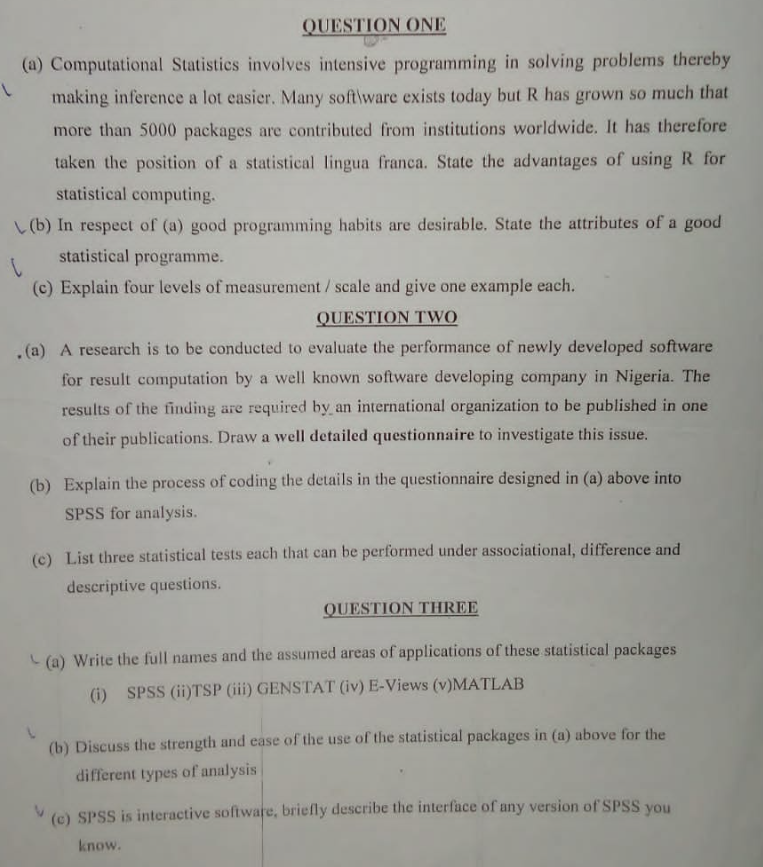 QUESTION ONE
(a) Computational Statistics involves intensive programming in solving problems thereby
making inference a lot easier. Many soft\ware exists today but R has grown so much that
more than 5000 packages are contributed from institutions worldwide. It has therefore
taken the position of a statistical lingua franca. State the advantages of using R for
statistical computing.
(b) In respect of (a) good programming habits are desirable. State the attributes of a good
statistical programme.
(c) Explain four levels of measurement / scale and give one example each.
QUESTION TWO
(a) A research is to be conducted to evaluate the performance of newly developed software
for result computation by a well known software developing company in Nigeria. The
results of the finding are required by an international organization to be published in one
of their publications. Draw a well detailed questionnaire to investigate this issue.
(b) Explain the process of coding the details in the questionnaire designed in (a) above into
SPSS for analysis.
(c) List three statistical tests each that can be performed under associational, difference and
descriptive questions.
QUESTION THREE
(a) Write the full names and the assumed areas of applications of these statistical packages
(i) SPSS (ii)TSP (iii) GENSTAT (iv) E-Views (v)MATLAB
(b) Discuss the strength and ease of the use of the statistical packages in (a) above for the
different types of analysis
(c) SPSS is interactive software, briefly describe the interface of any version of SPSS you
know.